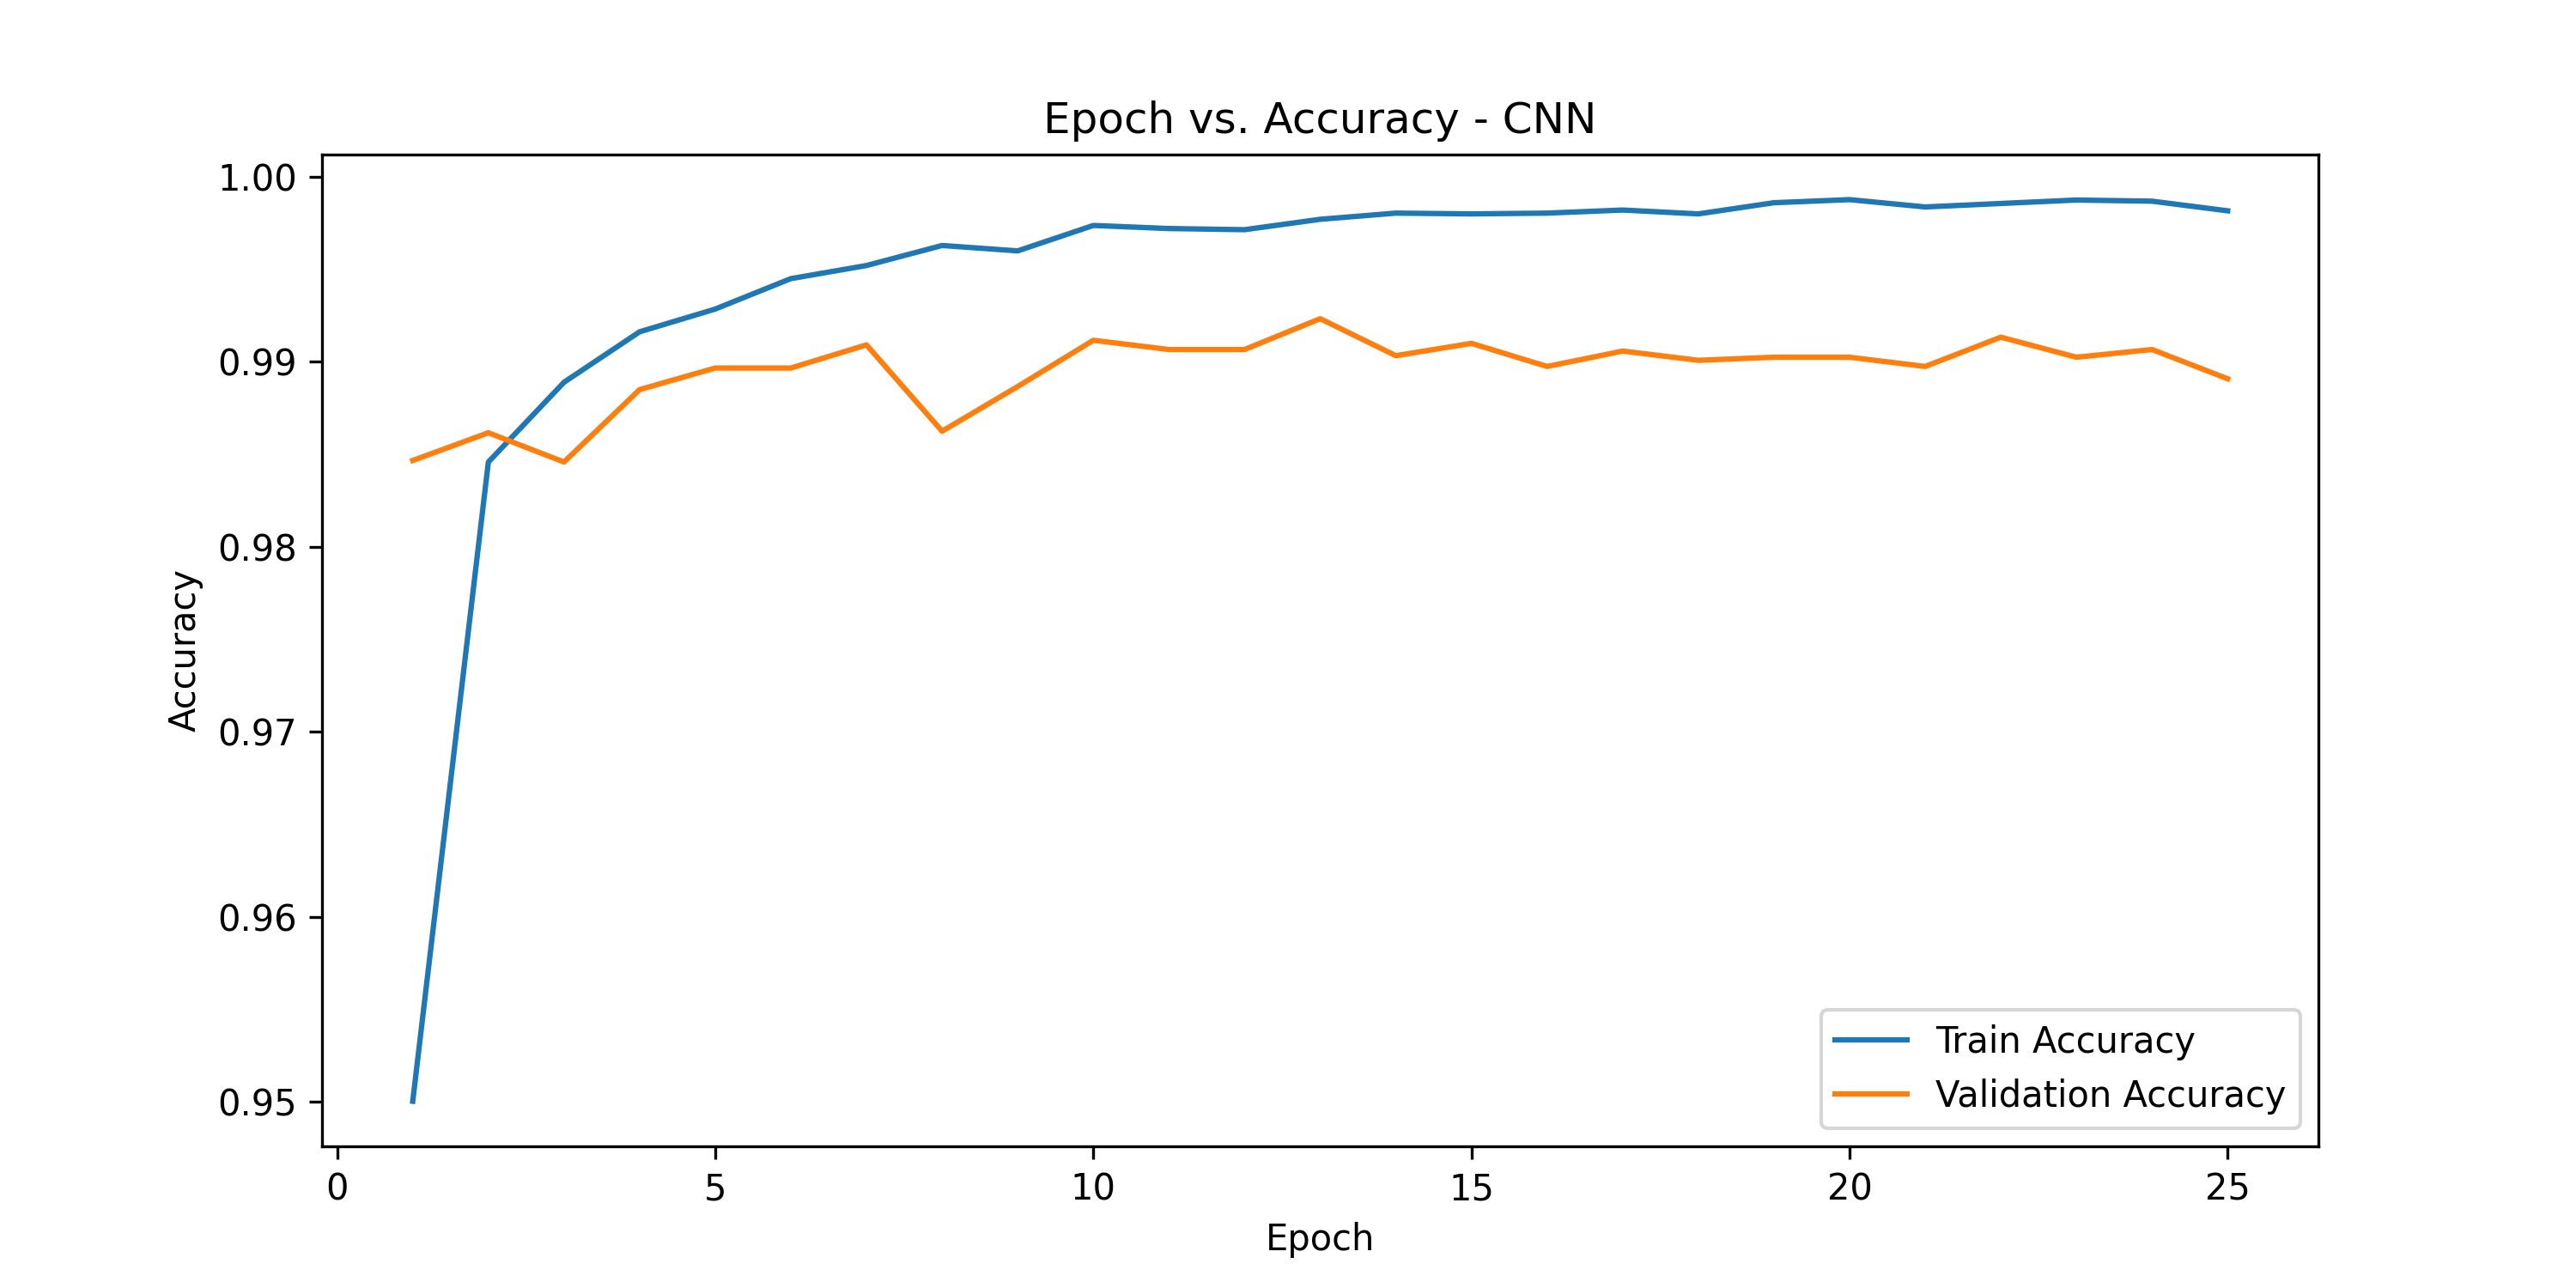 Epoch vs. Accuracy - CNN
1.00
0.99
0.98
0.97
0.96
0.95
Accuracy
0
5
10
15
20
25
Epoch
Train Accuracy
Validation Accuracy